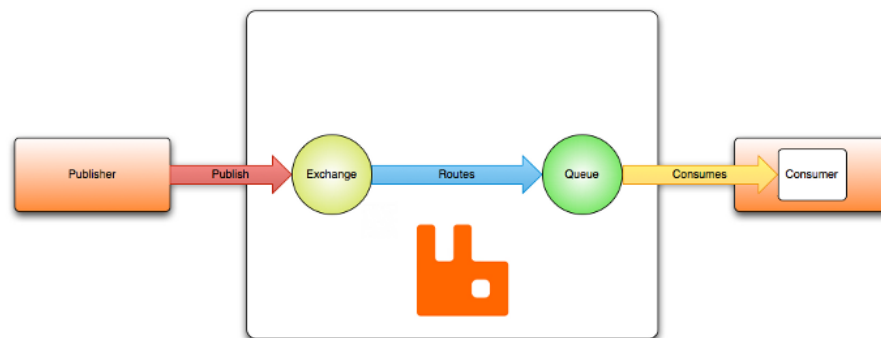 Publisher
Publish
Exchange
Routes
Queue
Consumes
Consumer